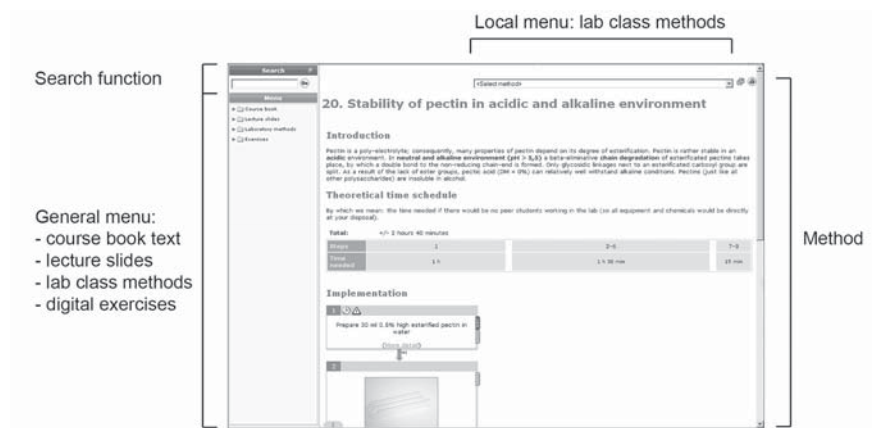 Local menu: lab class methods
Search function
Search
<Select method>
Menu
Course book
Lecture slides
Laboratory methods
Exercises
General menu:
- course book text
- lecture slides
- lab class methods
- digital exercises
Method
20. Stability of pectin in acidic and alkaline environment
Introduction
Pectin is a poly-electrolyte; consequently, many properties of pectin depend on its degree of esterification. Pectin is rather stable in an
acidic environment. In neutral and alkaline environment (pH > 5,5) a beta-eliminative chain degradation of esterificated pectins takes
place, by which a double bond to the non-reducing chain-end is formed. Only glycosidic linkages next to an esterificated carboxyl group are
split. As a result of the lack of ester groups, pectic acid (DM = 0%) can relatively well withstand alkaline conditions. Pectins (just like all
other polysaccharides) are insoluble in alcohol.
Theoretical time schedule
By which we mean: the time needed if there would be no peer students working in the lab (so all equipment and chemicals would be directly
at your disposal).
Total: +/- 2 hours 40 minutes
Steps 1 2-6 7-8
Time needed 1 h 1 h 30 min 15 min
Implementation
1
Prepare 30 ml 0.5% high esterified pectin in
water
(More detail)
2